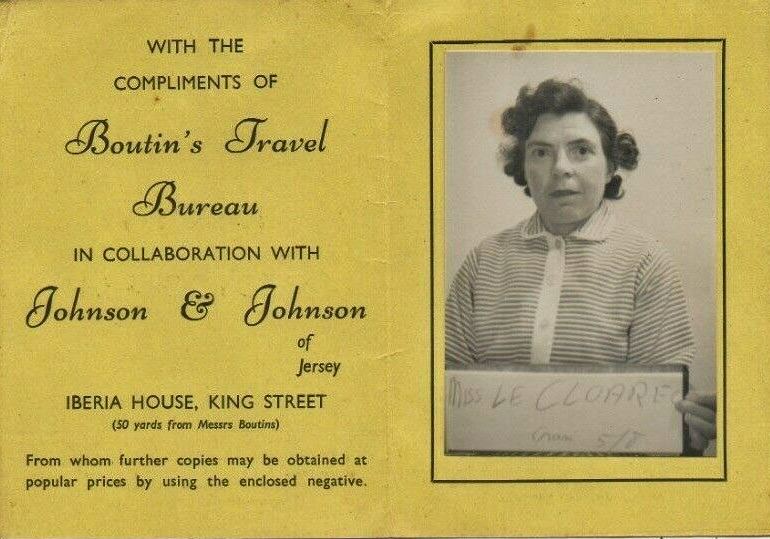 WITH THE
COMPLIMENTS OF
Boutin's Travel
Bureau
IN COLLABORATION WITH
Johnson & Johnson
of
Jersey
IBERIA HOUSE, KING STREET
(50 yards from Messrs Boutins)
From whom further copies may be obtained at
popular prices by using the enclosed negative.
MISS LE CLOAREC
5/8